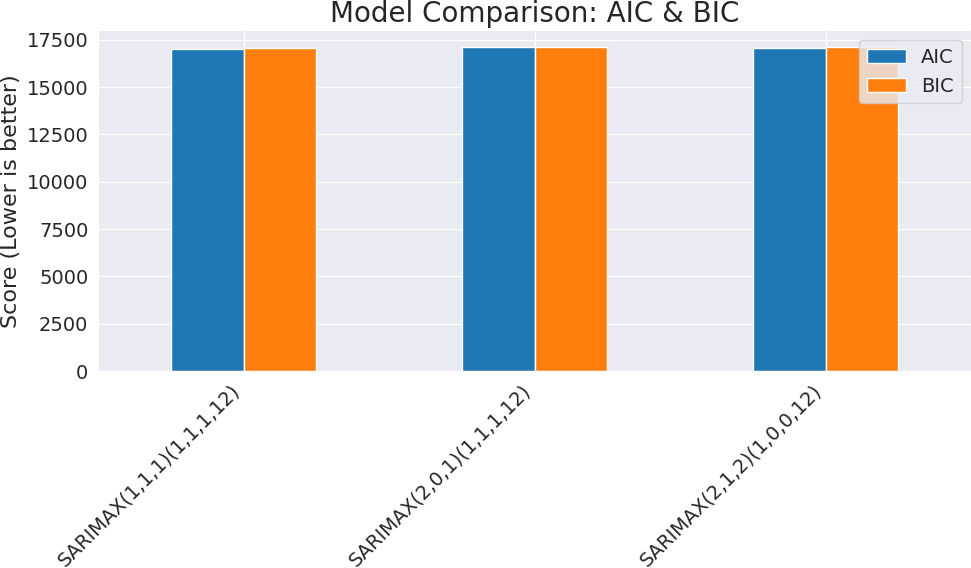 Model Comparison: AIC & BIC
Score (Lower is better)
17500
15000
12500
10000
7500
5000
2500
0
AIC
BIC
SARIMAX(1,1,1)(1,1,1,12)
SARIMAX(2,0,1)(1,1,1,12)
SARIMAX(2,1,2)(1,0,0,12)